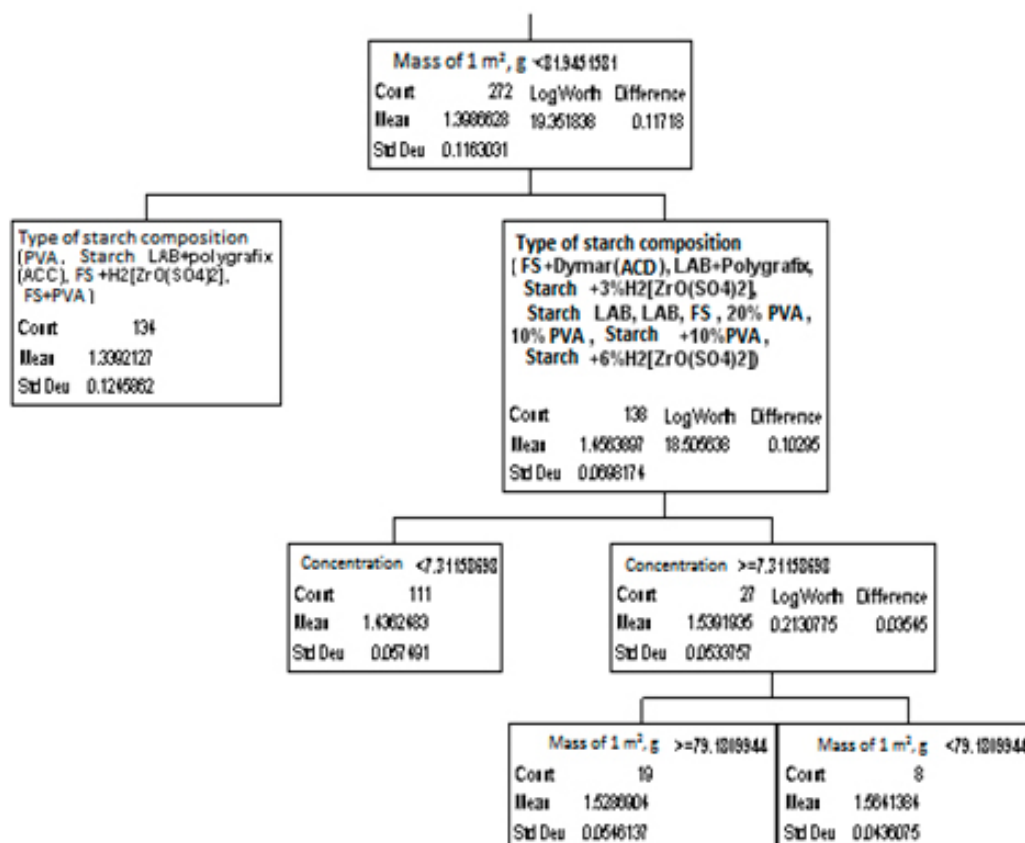 Mass of 1 m², g <81.9451581
Count 272 LogWorth Difference
Mean 1.3986628 19.351838 0.11718
Std Dev 0.1163031
Type of starch composition
(PVA, Starch LAB+polygrafix
(ACC), FS +H2[ZrO(SO4)2],
FS+PVA)
Count 134
Mean 1.3392127
Std Dev 0.1245862
Type of starch composition
( FS+Dymar(ACD), LAB+Polygrafix,
Starch +3%H2[ZrO(SO4)2],
Starch LAB, LAB, FS , 20% PVA ,
10% PVA , Starch +10%PVA ,
Starch +6%H2[ZrO(SO4)2])
Count 138 LogWorth Difference
Mean 1.4563897 18.505638 0.10295
Std Dev 0.0698174
Concentration <7.31158698
Count 111
Mean 1.4362483
Std Dev 0.057491
Concentration >=7.31158698
Count 27 LogWorth Difference
Mean 1.5391935 0.2130775 0.03545
Std Dev 0.0533757
Mass of 1 m², g >=79.1809944
Count 19
Mean 1.5286904
Std Dev 0.0546137
Mass of 1 m², g <79.1809944
Count 8
Mean 1.5641384
Std Dev 0.0436075